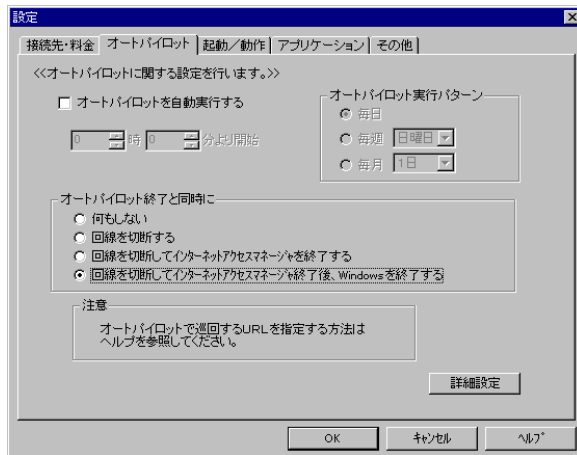 設定
接続先・料金 オートパイロット 起動／動作 アプリケーション その他
<<オートパイロットに関する設定を行います。>>
オートパイロットを自動実行する
0 時 0 分より開始
オートパイロット実行パターン
毎日
毎週 日曜日
毎月 1日
オートパイロット終了と同時に
何もしない
回線を切断する
回線を切断してインターネットアクセスマネージャを終了する
回線を切断してインターネットアクセスマネージャ終了後、Windowsを終了する
注意
オートパイロットで巡回するURLを指定する方法は
ヘルプを参照してください。
詳細設定
OK キャンセル ヘルプ